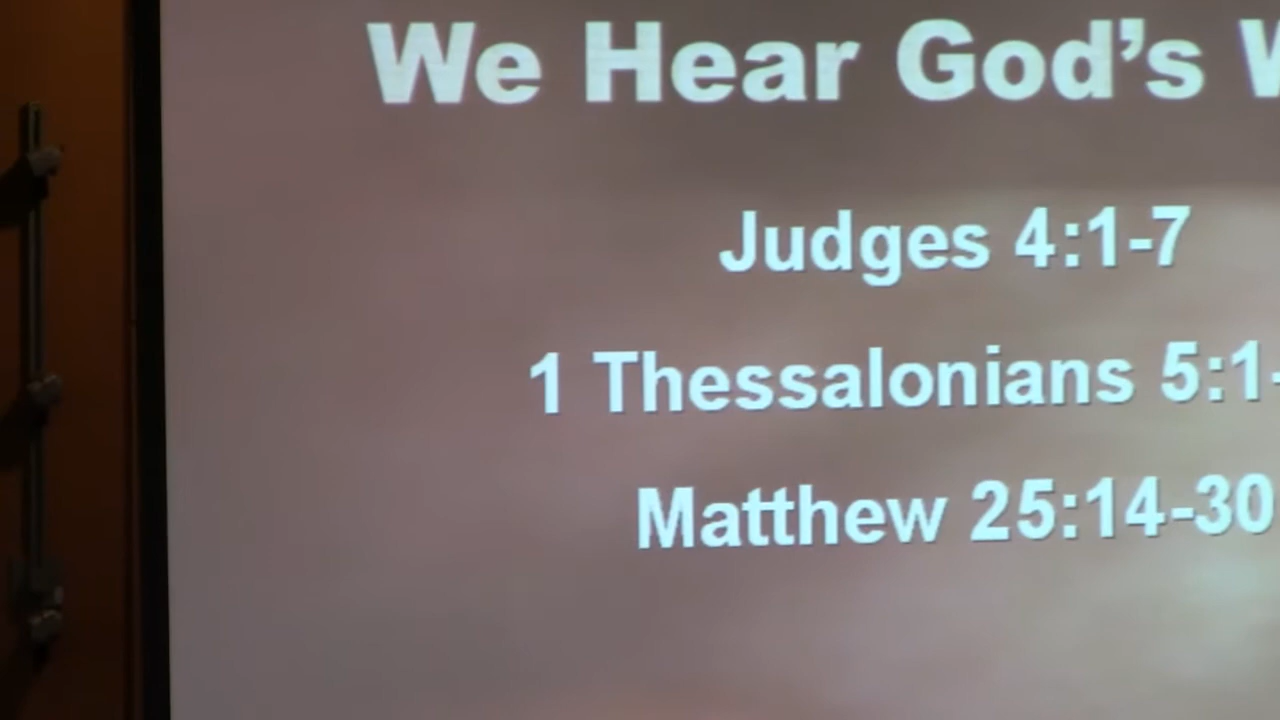 We Hear God's
Judges 4:1-7
1 Thessalonians 5:1-
Matthew 25:14-30